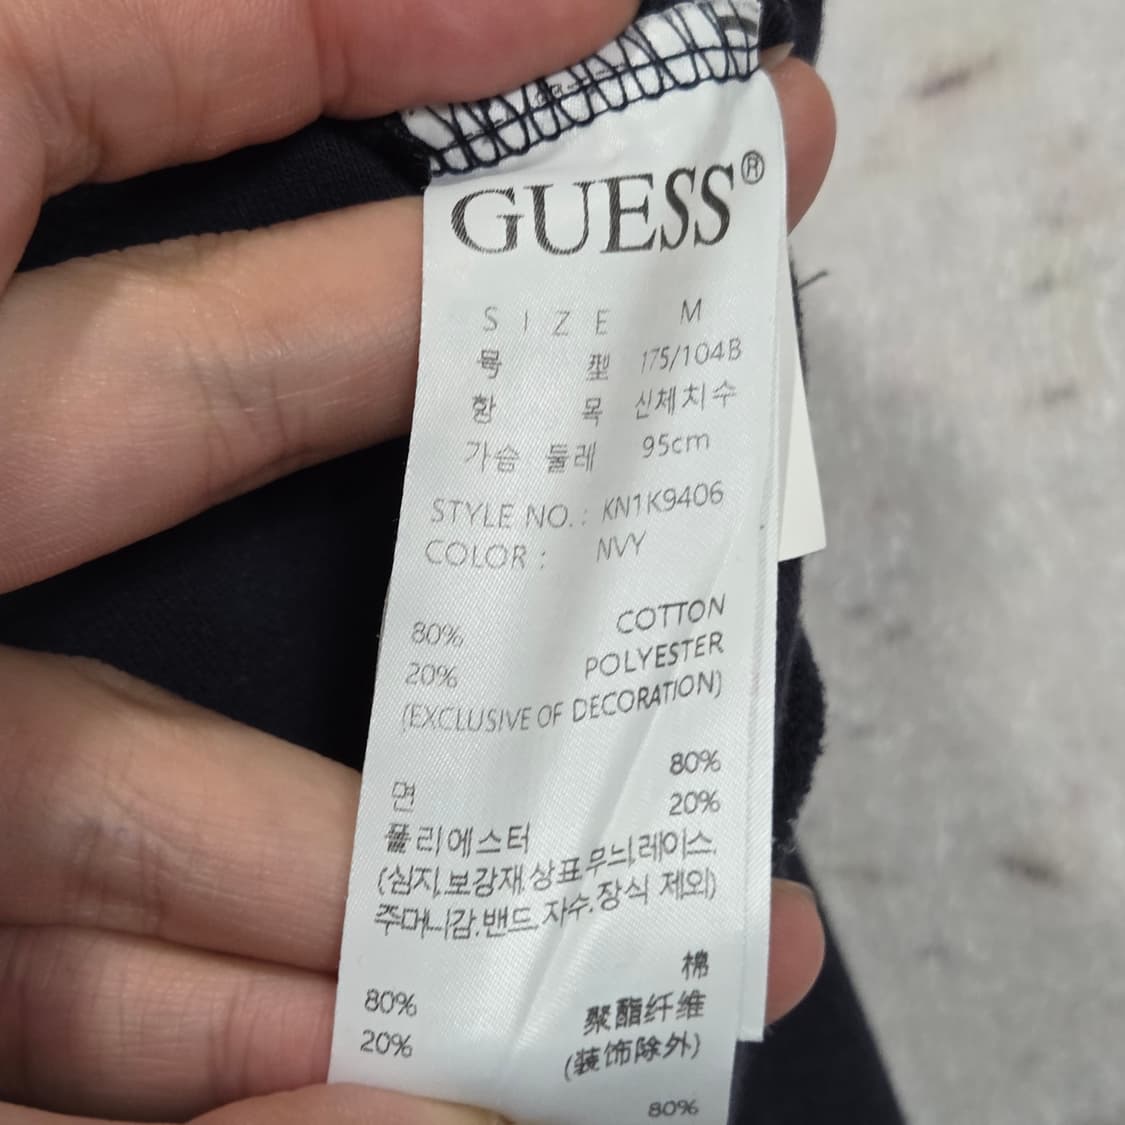 GUESS®
SIZE M
号型 175/104B
항목 신체치수
가슴둘레 95cm
STYLE NO.: KN1K9406
COLOR: NVY
80% COTTON
20% POLYESTER
(EXCLUSIVE OF DECORATION)
면 80%
폴리에스터 20%
(심지,보강재,상표,무늬,레이스,
주머니감,밴드,자수,장식 제외)
80% 棉
20% 聚酯纤维
(装饰除外)
80%